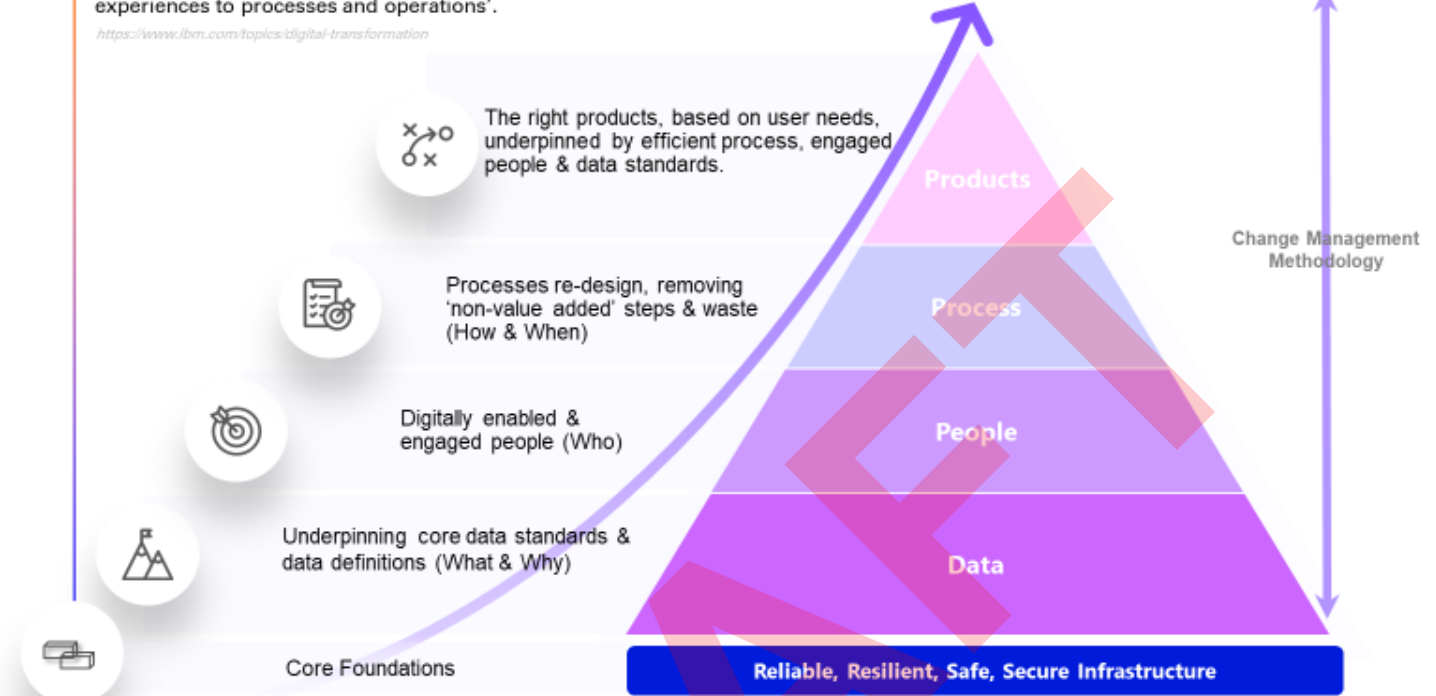 experiences to processes and operations'.
https://www.ibm.com/topics/digital-transformation
The right products, based on user needs,
underpinned by efficient process, engaged
people & data standards.
Products
Change Management
Methodology
Processes re-design, removing
'non-value added' steps & waste
(How & When)
Process
Digitally enabled &
engaged people (Who)
People
Underpinning core data standards &
data definitions (What & Why)
Data
Core Foundations
Reliable, Resilient, Safe, Secure Infrastructure